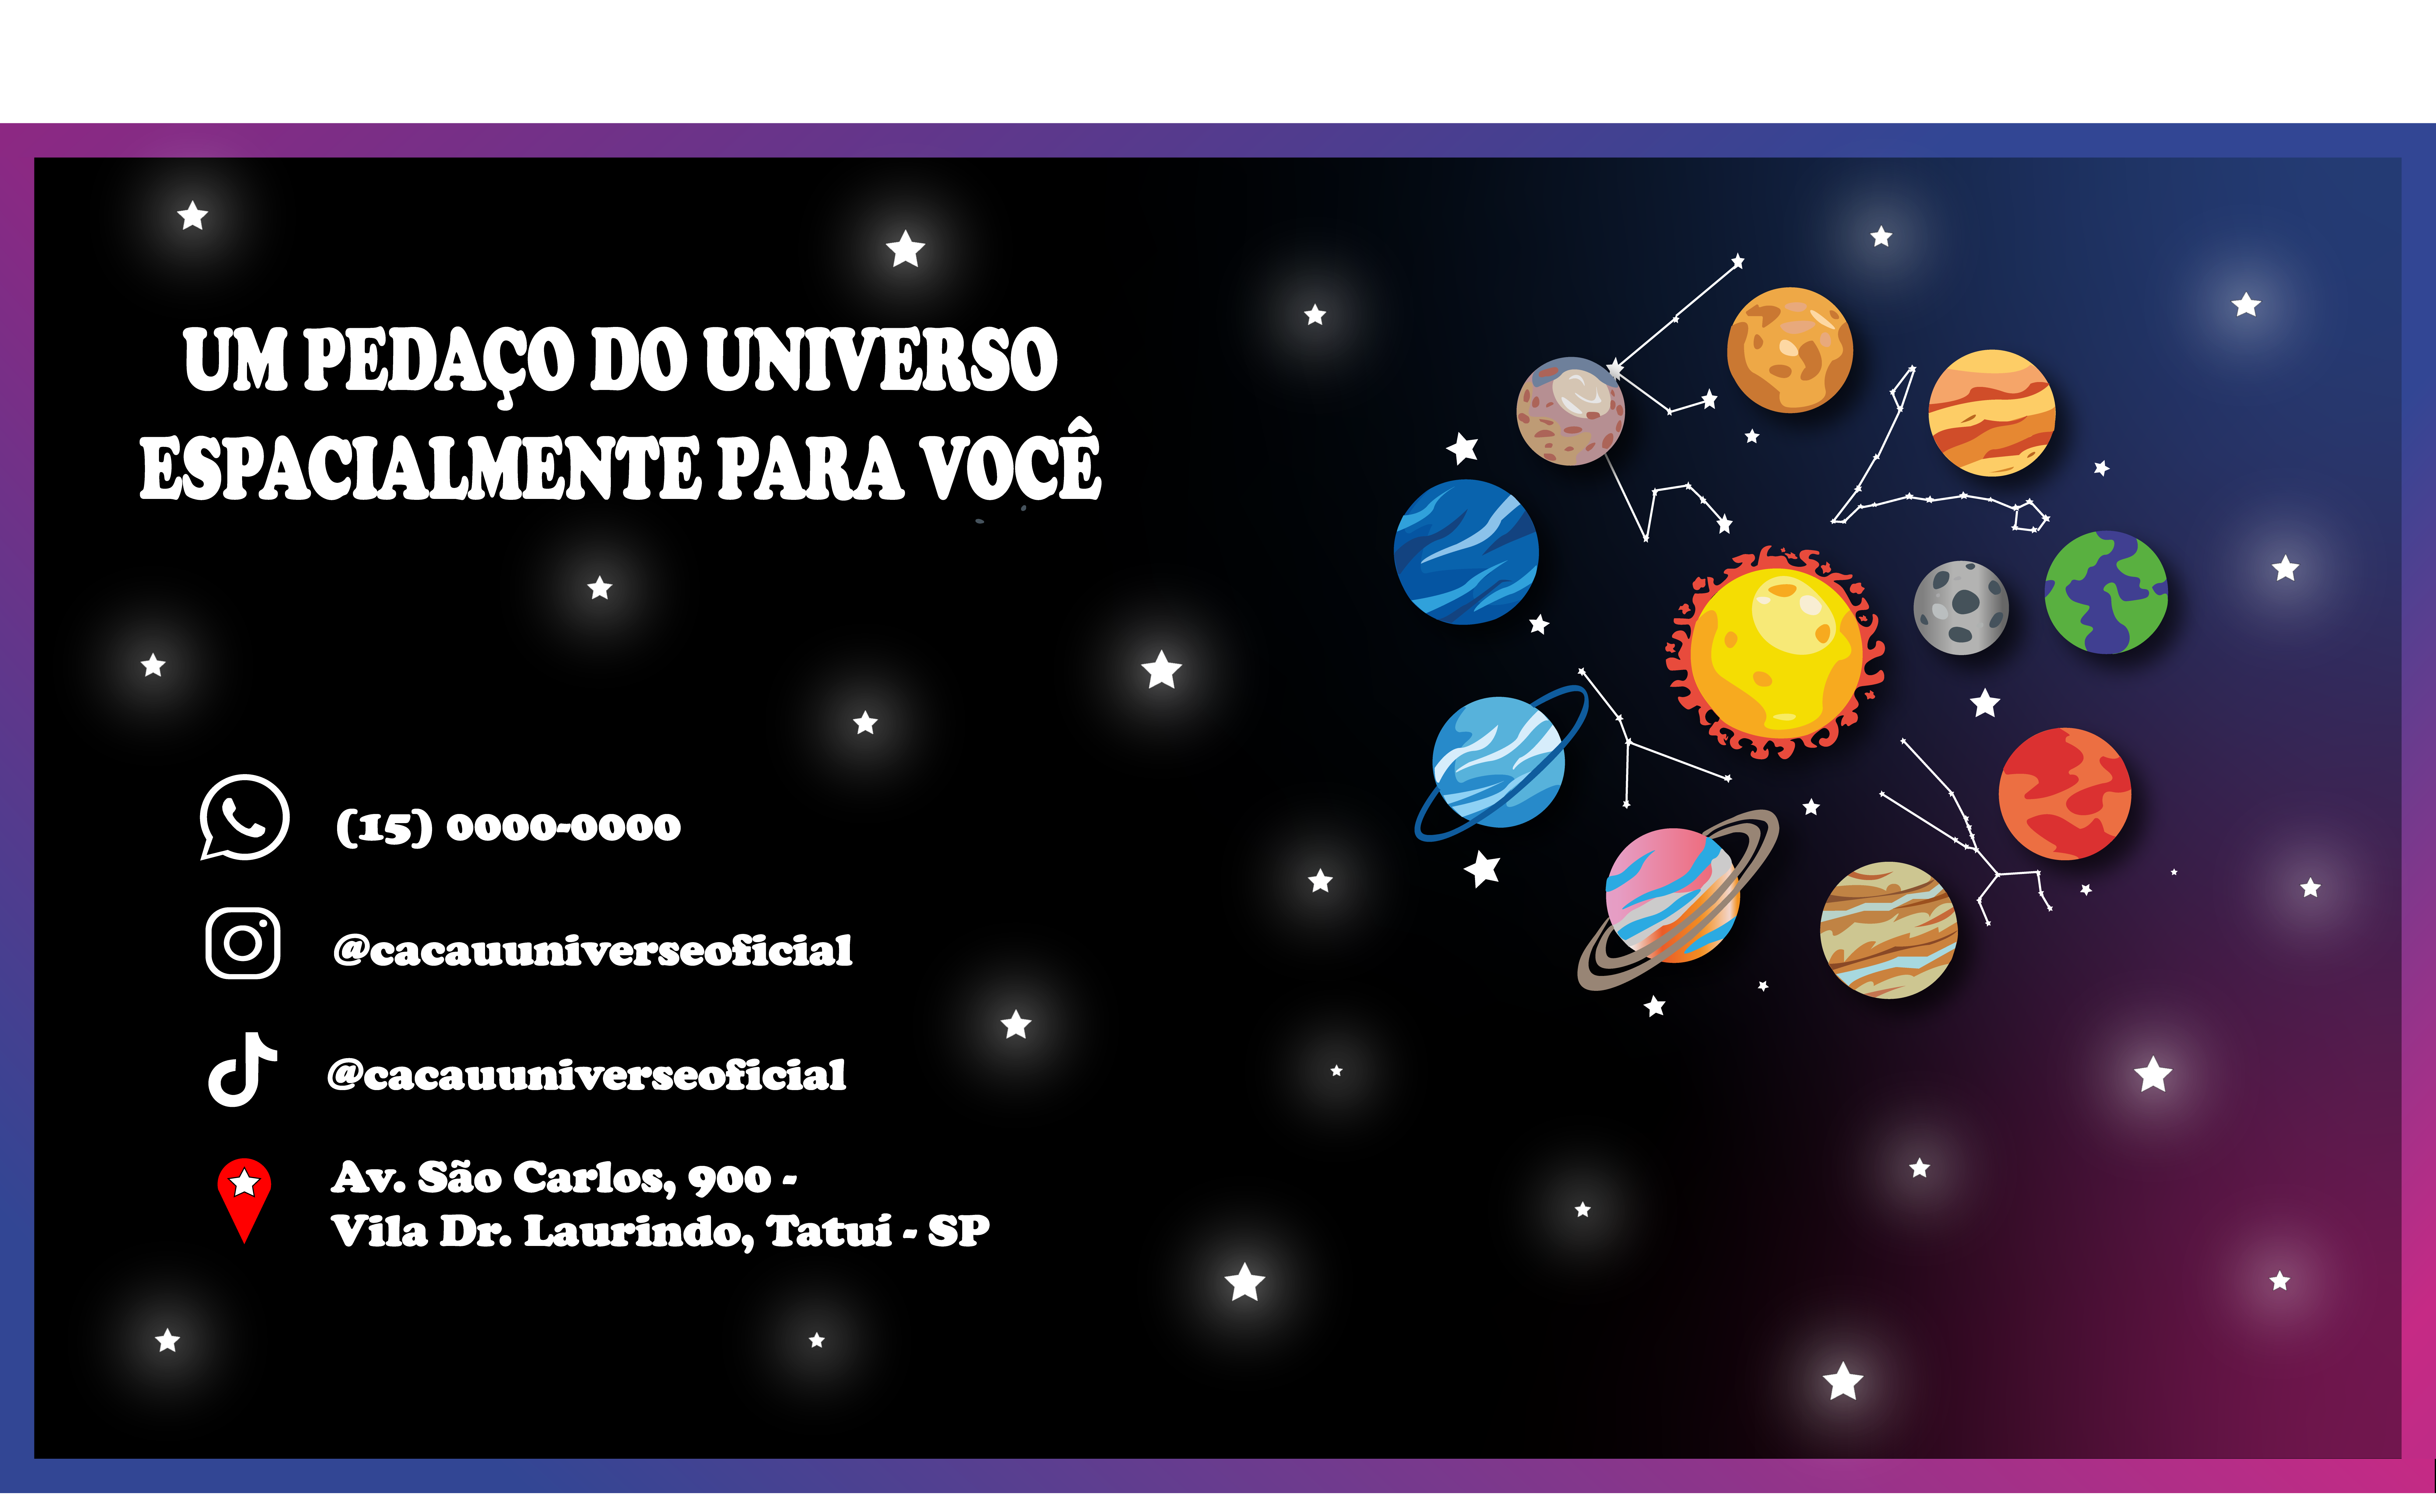 UM PEDAÇO DO UNIVERSO
ESPACIALMENTE PARA VOCÊ
(15) 0000-0000
@cacauuniverseoficial
@cacauuniverseoficial
Av. São Carlos, 900 -
Vila Dr. Laurindo, Tatuí - SP